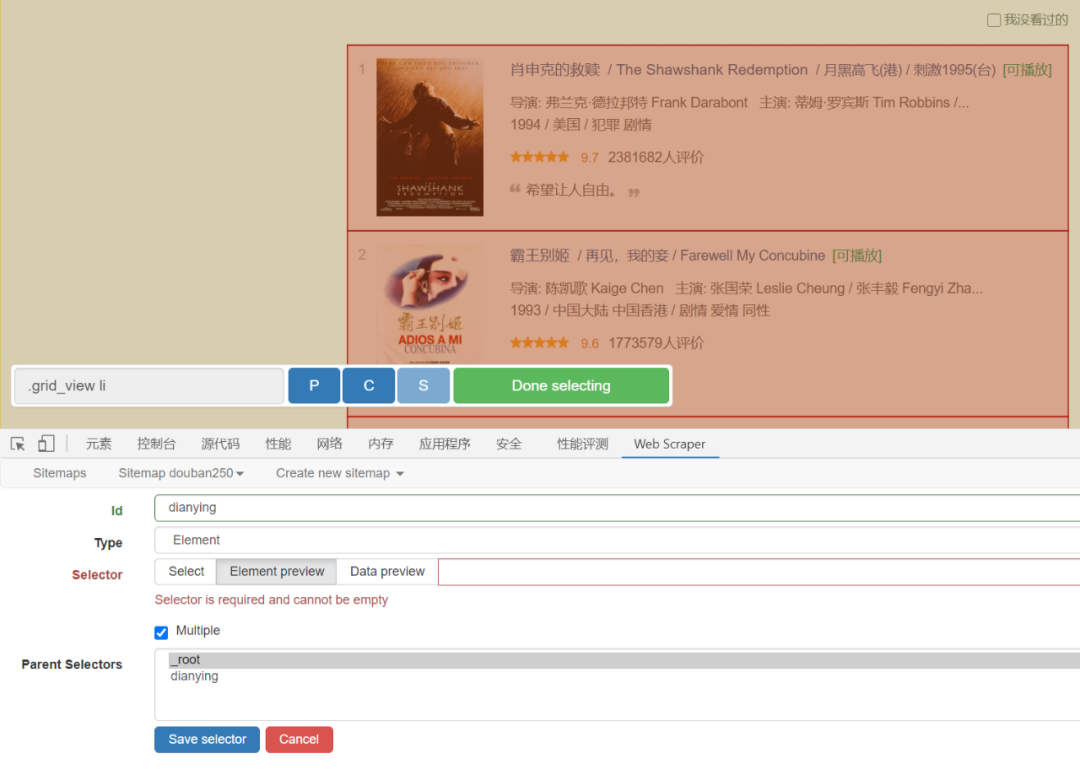 我没看过的
1 肖申克的救赎 / The Shawshank Redemption / 月黑高飞(港) / 刺激1995(台) [可播放]
导演: 弗兰克·德拉邦特 Frank Darabont 主演: 蒂姆·罗宾斯 Tim Robbins /...
1994 / 美国 / 犯罪 剧情
9.7 2381682人评价
“ 希望让人自由。 ”
SHAWSHANK
REDEMPTION
2 霸王别姬 / 再见，我的妾 / Farewell My Concubine [可播放]
导演: 陈凯歌 Kaige Chen 主演: 张国荣 Leslie Cheung / 张丰毅 Fengyi Zha...
1993 / 中国大陆 中国香港 / 剧情 爱情 同性
9.6 1773579人评价
霸王别姬
ADIOS A MI
CONCUBINA
.grid_view li P C S Done selecting
元素 控制台 源代码 性能 网络 内存 应用程序 安全 性能评测 Web Scraper
Sitemaps Sitemap douban250 Create new sitemap
Id dianying
Type Element
Selector Select Element preview Data preview
Selector is required and cannot be empty
Multiple
Parent Selectors _root
dianying
Save selector Cancel